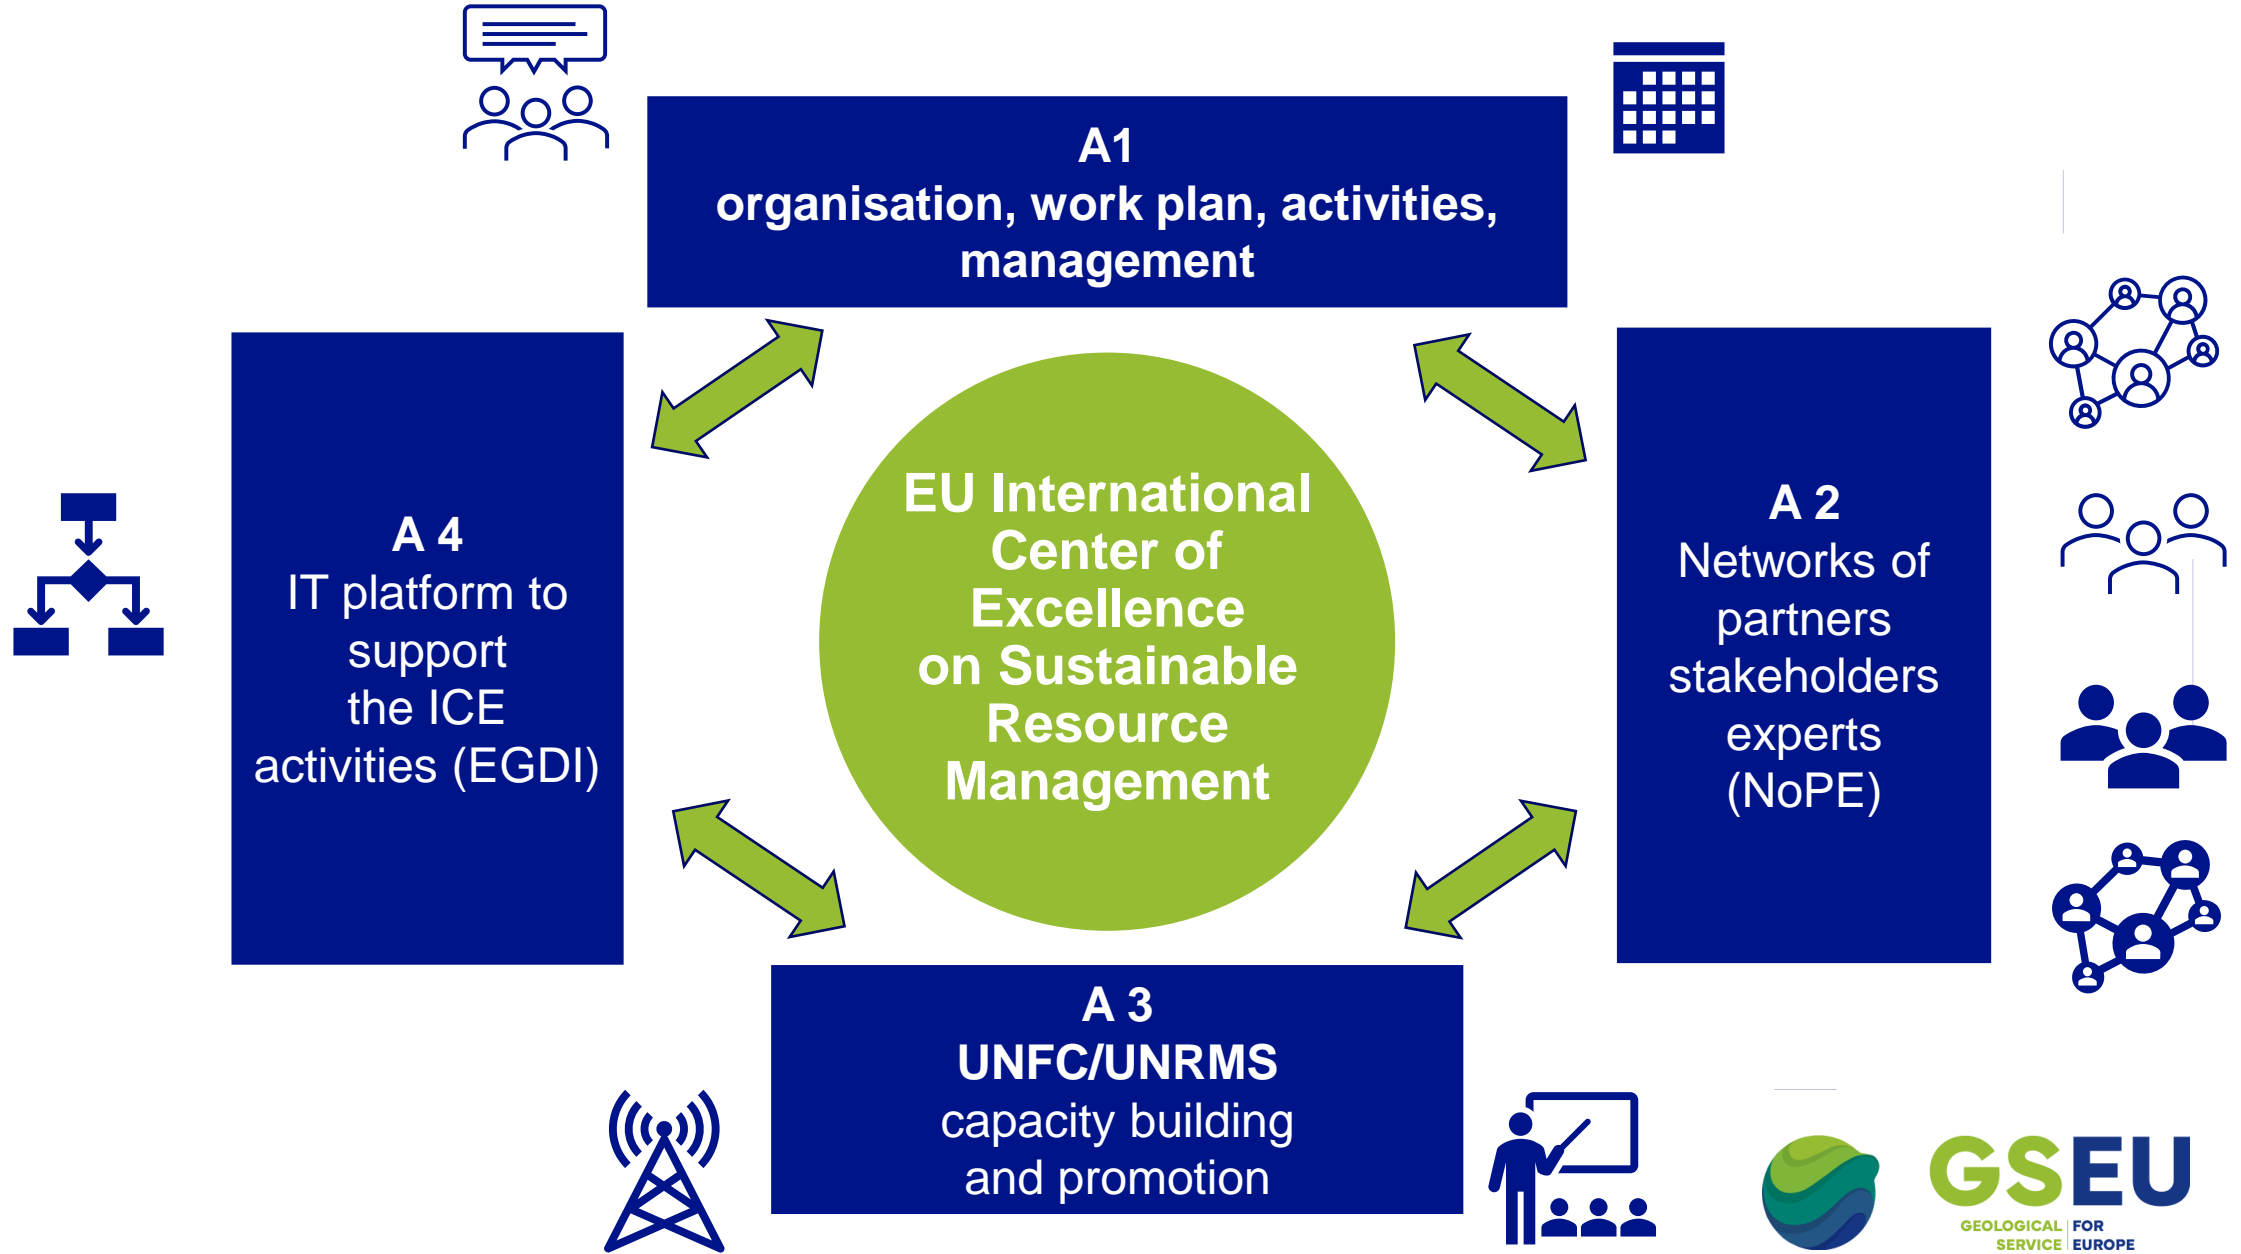 A1
organisation, work plan, activities,
management
A 4
IT platform to
support
the ICE
activities (EGDI)
EU International
Center of
Excellence
on Sustainable
Resource
Management
A 2
Networks of
partners
stakeholders
experts
(NoPE)
A 3
UNFC/UNRMS
capacity building
and promotion
GSEU
GEOLOGICAL FOR
SERVICE EUROPE